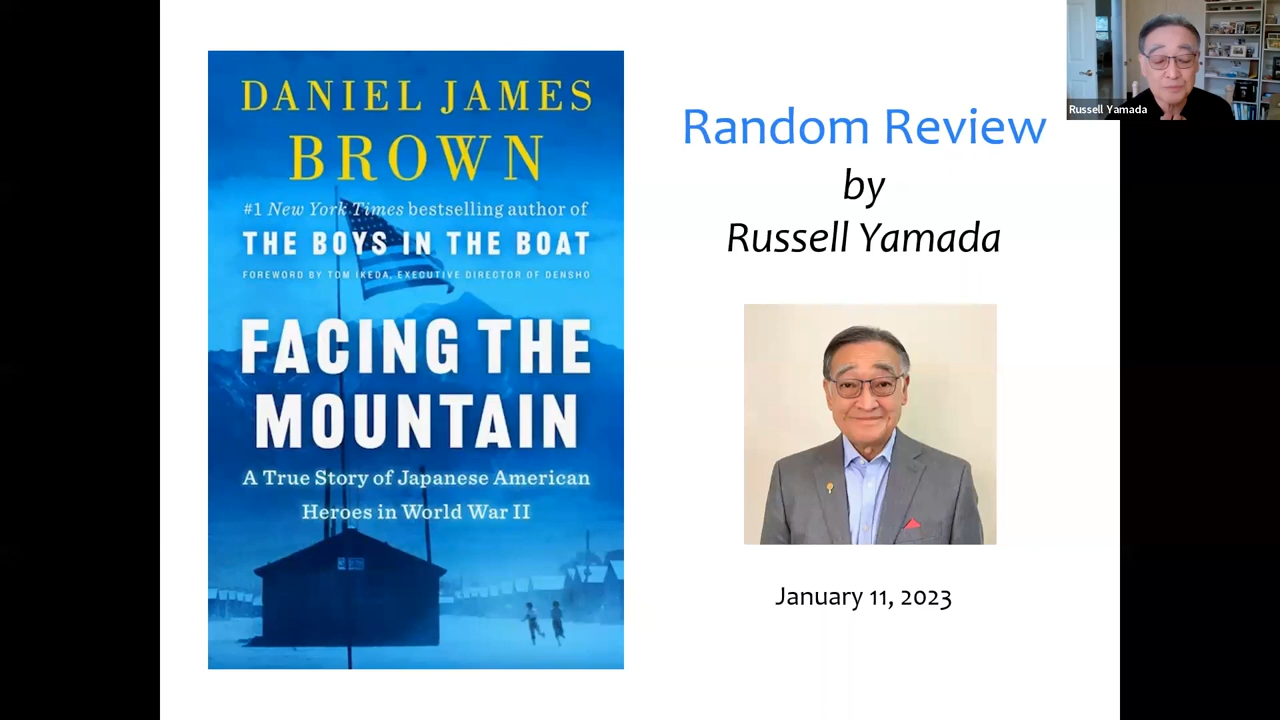 DANIEL JAMES
BROWN
#1 New York Times bestselling author of
THE BOYS IN THE BOAT
FOREWORD BY TOM IKEDA, EXECUTIVE DIRECTOR OF DENSHO
FACING THE
MOUNTAIN
A True Story of Japanese American
Heroes in World War II
Random Review
by
Russell Yamada
January 11, 2023
Russell Yamada